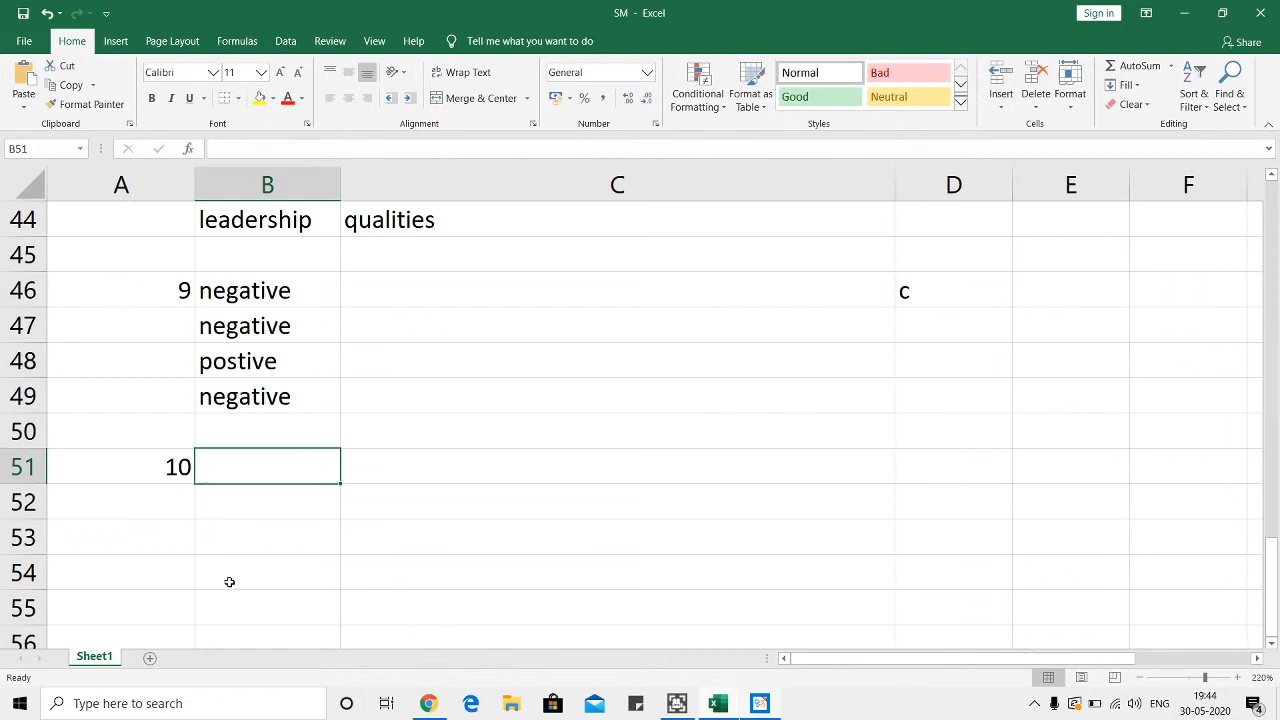 SM - Excel
Sign in
File Home Insert Page Layout Formulas Data Review View Help Tell me what you want to do Share
Cut
Copy
Format Painter
Paste
Calibri 11
B I U
Wrap Text
Merge & Center
General
% ,
Conditional Formatting
Format as Table
Normal Bad
Good Neutral
Insert Delete Format
AutoSum
Fill
Clear
Sort & Filter
Find & Select
Clipboard Font Alignment Number Styles Cells Editing
B51 fx
A B C D E F
44 leadership qualities
45
46 9 negative c
47 negative
48 postive
49 negative
50
51 10
52
53
54
55
56
Sheet1
Ready 220%
Type here to search
ENG
19:44
30-05-2020
4